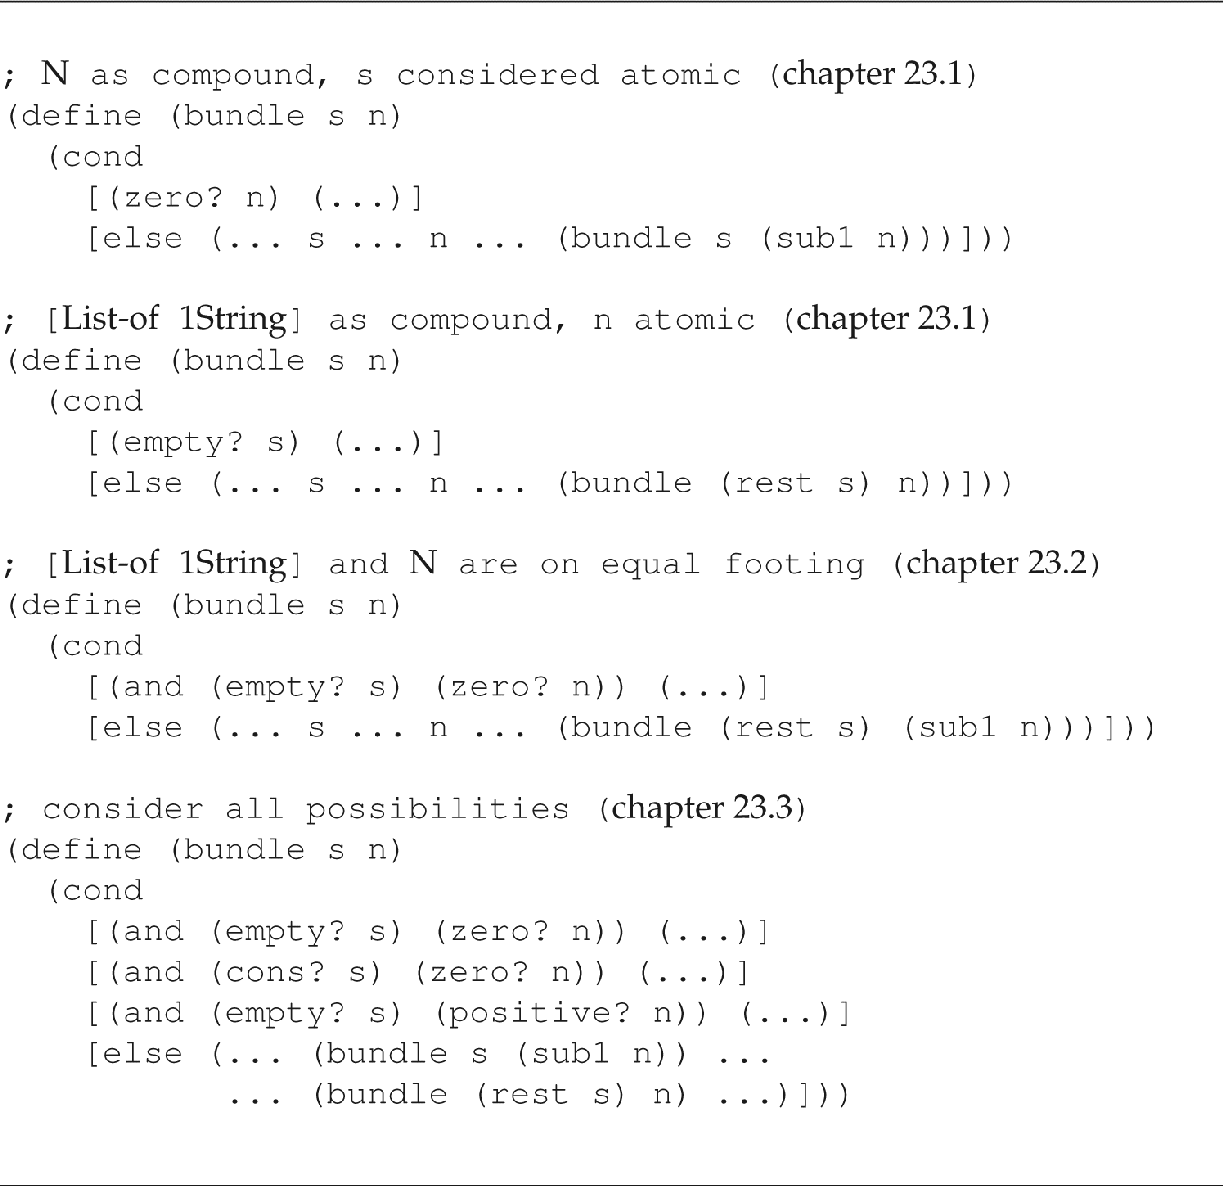 ; N as compound, s considered atomic (chapter 23.1)
(define (bundle s n)
  (cond
    [(zero? n) (...)]
    [else (... s ... n ... (bundle s (sub1 n)))]))
; [List-of 1String] as compound, n atomic (chapter 23.1)
(define (bundle s n)
  (cond
    [(empty? s) (...)]
    [else (... s ... n ... (bundle (rest s) n))]))
; [List-of 1String] and N are on equal footing (chapter 23.2)
(define (bundle s n)
  (cond
    [(and (empty? s) (zero? n)) (...)]
    [else (... s ... n ... (bundle (rest s) (sub1 n)))]))
; consider all possibilities (chapter 23.3)
(define (bundle s n)
  (cond
    [(and (empty? s) (zero? n)) (...)]
    [(and (cons? s) (zero? n)) (...)]
    [(and (empty? s) (positive? n)) (...)]
    [else (... (bundle s (sub1 n)) ...
           ... (bundle (rest s) n) ...)]))